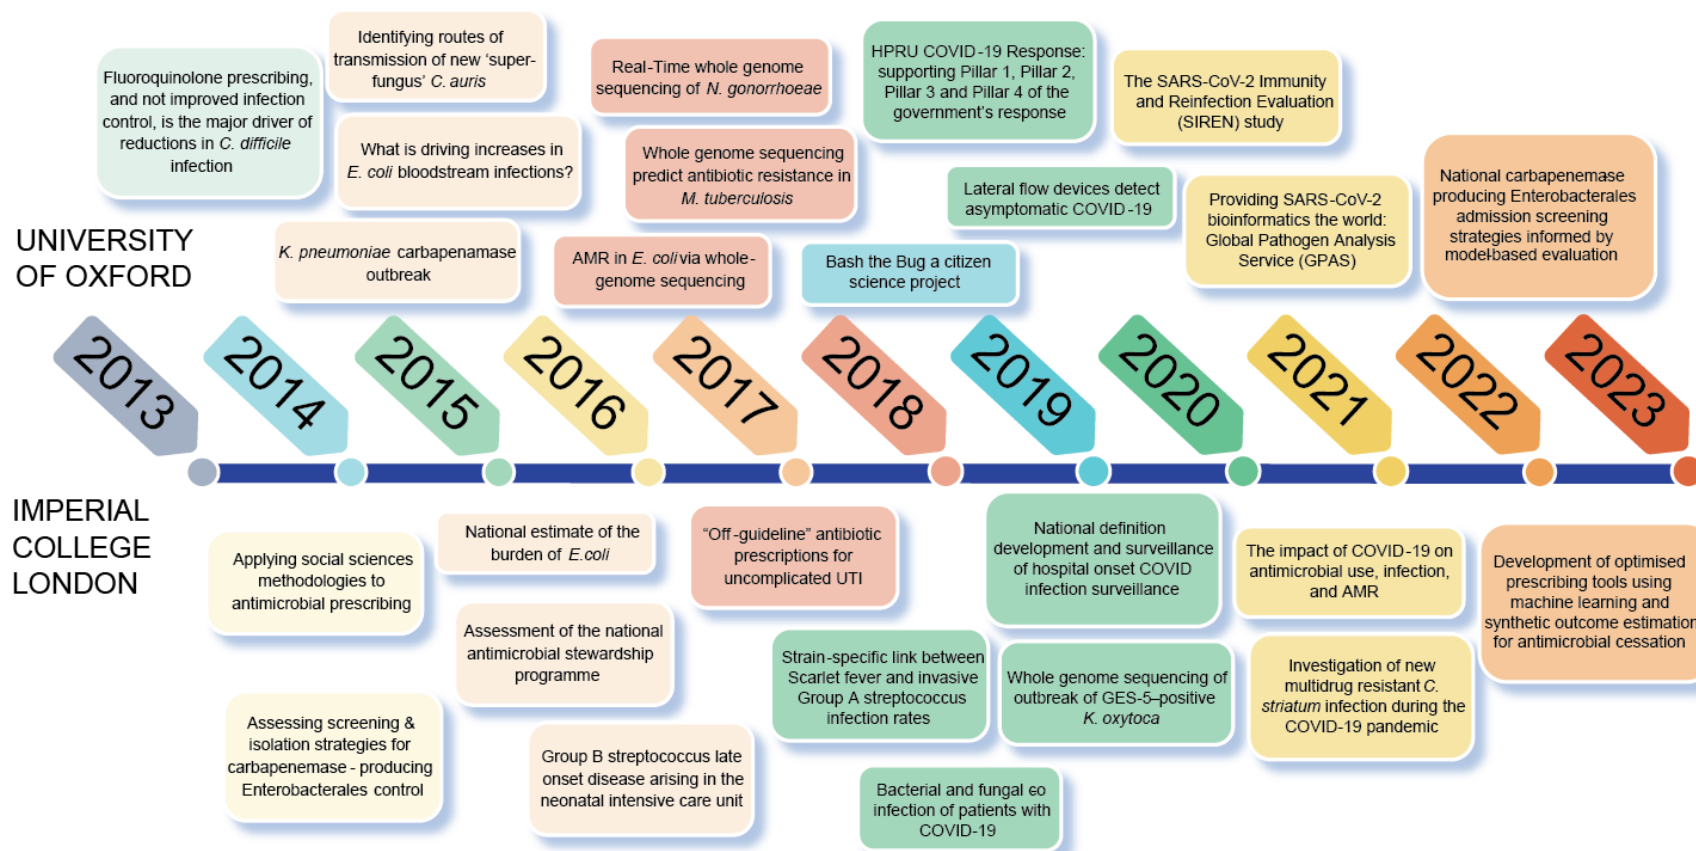 Fluoroquinolone prescribing,
and not improved infection
control, is the major driver of
reductions in C. difficile
infection
Identifying routes of
transmission of new ‘super-
fungus’ C. auris
What is driving increases in
E. coli bloodstream infections?
K. pneumoniae carbapenamase
outbreak
Real-Time whole genome
sequencing of N. gonorrhoeae
Whole genome sequencing
predict antibiotic resistance in
M. tuberculosis
AMR in E. coli via whole-
genome sequencing
HPRU COVID-19 Response:
supporting Pillar 1, Pillar 2,
Pillar 3 and Pillar 4 of the
government’s response
Lateral flow devices detect
asymptomatic COVID-19
Bash the Bug a citizen
science project
The SARS-CoV-2 Immunity
and Reinfection Evaluation
(SIREN) study
Providing SARS-CoV-2
bioinformatics the world:
Global Pathogen Analysis
Service (GPAS)
National carbapenemase
producing Enterobacterales
admission screening
strategies informed by
model-based evaluation
UNIVERSITY
OF OXFORD
2013
2014
2015
2016
2017
2018
2019
2020
2021
2022
2023
IMPERIAL
COLLEGE
LONDON
Applying social sciences
methodologies to
antimicrobial prescribing
Assessing screening &
isolation strategies for
carbapenemase - producing
Enterobacterales control
National estimate of the
burden of E.coli
Assessment of the national
antimicrobial stewardship
programme
Group B streptococcus late
onset disease arising in the
neonatal intensive care unit
“Off-guideline” antibiotic
prescriptions for
uncomplicated UTI
Strain-specific link between
Scarlet fever and invasive
Group A streptococcus
infection rates
Bacterial and fungal co
infection of patients with
COVID-19
National definition
development and surveillance
of hospital onset COVID
infection surveillance
Whole genome sequencing of
outbreak of GES-5–positive
K. oxytoca
The impact of COVID-19 on
antimicrobial use, infection,
and AMR
Investigation of new
multidrug resistant C.
striatum infection during the
COVID-19 pandemic
Development of optimised
prescribing tools using
machine learning and
synthetic outcome estimation
for antimicrobial cessation